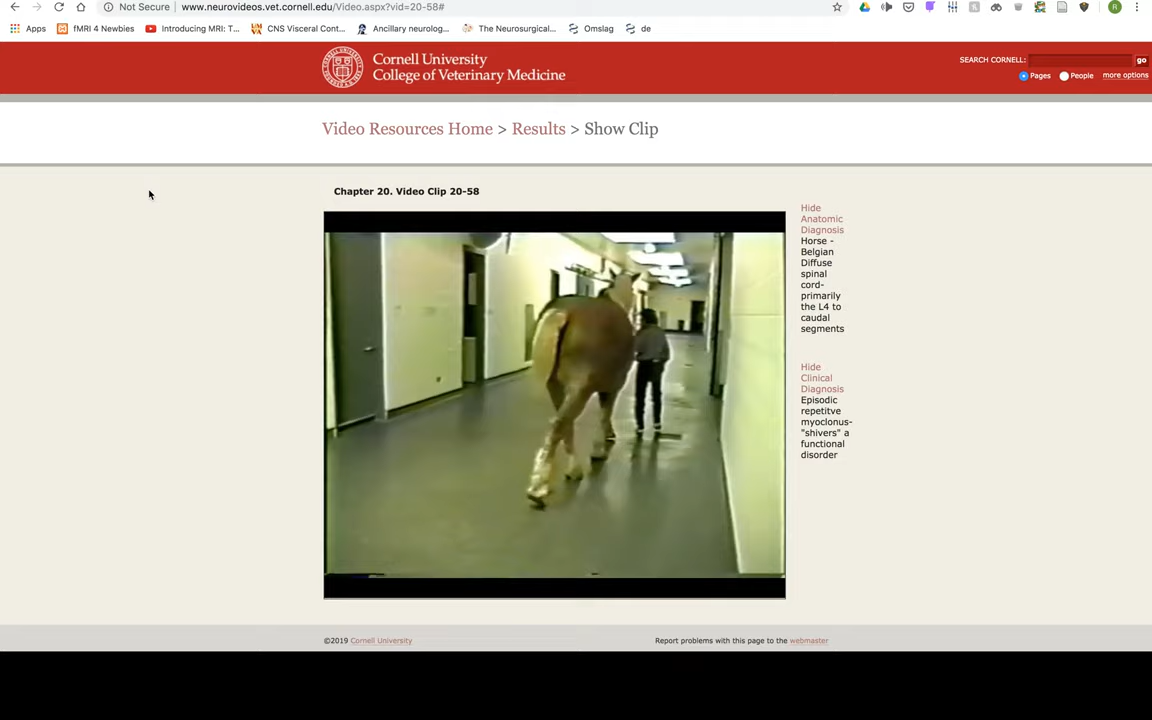 Not Secure | www.neurovideos.vet.cornell.edu/Video.aspx?vid=20-58#
R
Apps fMRI 4 Newbies Introducing MRI: T... CNS Visceral Cont... Ancillary neurolog... The Neurosurgical... Omslag de
Cornell University
College of Veterinary Medicine
SEARCH CORNELL: go
Pages People more options
Video Resources Home > Results > Show Clip
Chapter 20. Video Clip 20-58
Hide
Anatomic
Diagnosis
Horse -
Belgian
Diffuse
spinal
cord-
primarily
the L4 to
caudal
segments
Hide
Clinical
Diagnosis
Episodic
repetitve
myoclonus-
"shivers" a
functional
disorder
©2019 Cornell University
Report problems with this page to the webmaster